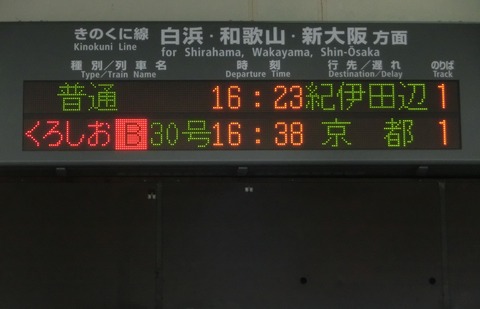 きのくに線 白浜・和歌山・新大阪 方面
Kinokuni Line for Shirahama, Wakayama, Shin-Ōsaka
種別/列車名 時刻 行先/遅れ のりば
Type/Train Name Departure Time Destination/Delay Track
普通 16:23 紀伊田辺 1
くろしお B 30号 16:38 京都 1